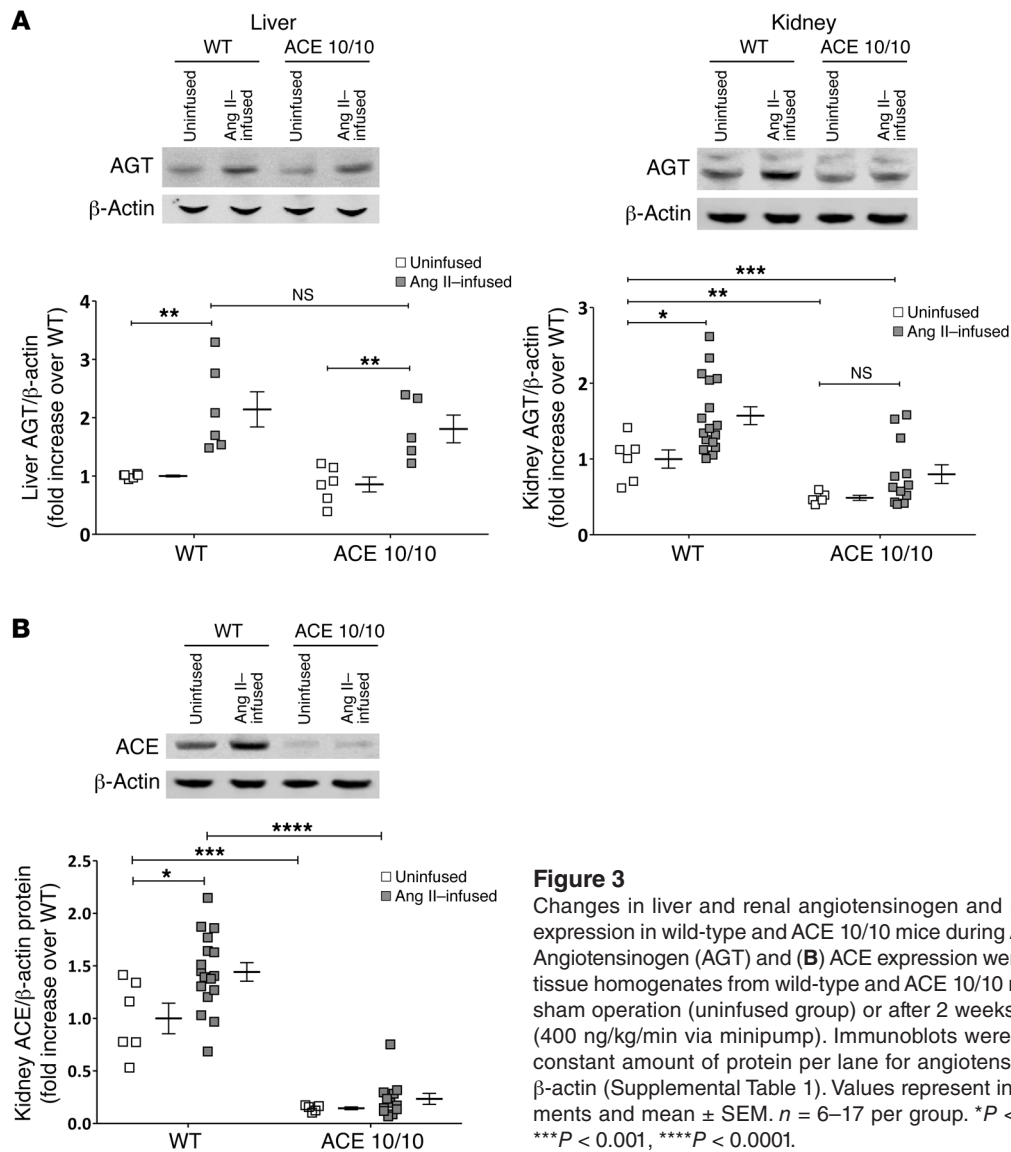 A
Liver
WT ACE 10/10
Uninfused
Ang II–
infused
Uninfused
Ang II–
infused
AGT
β-Actin
Uninfused
Ang II–infused
Liver AGT/β-actin
(fold increase over WT)
4
3
2
1
0
**
NS
**
WT ACE 10/10
Kidney
WT ACE 10/10
Uninfused
Ang II–
infused
Uninfused
Ang II–
infused
AGT
β-Actin
Uninfused
Ang II–infused
Kidney AGT/β-actin
(fold increase over WT)
3
2
1
0
***
**
*
NS
WT ACE 10/10
B
WT ACE 10/10
Uninfused
Ang II–
infused
Uninfused
Ang II–
infused
ACE
β-Actin
Uninfused
Ang II–infused
Kidney ACE/β-actin protein
(fold increase over WT)
2.5
2.0
1.5
1.0
0.5
0.0
****
***
*
WT ACE 10/10
Figure 3
Changes in liver and renal angiotensinogen and
expression in wild-type and ACE 10/10 mice during
Angiotensinogen (AGT) and (B) ACE expression
tissue homogenates from wild-type and ACE 10/10
sham operation (uninfused group) or after 2 weeks
(400 ng/kg/min via minipump). Immunoblots were
constant amount of protein per lane for
β-actin (Supplemental Table 1). Values represent
ments and mean ± SEM. n = 6–17 per group. *P <
***P < 0.001, ****P < 0.0001.